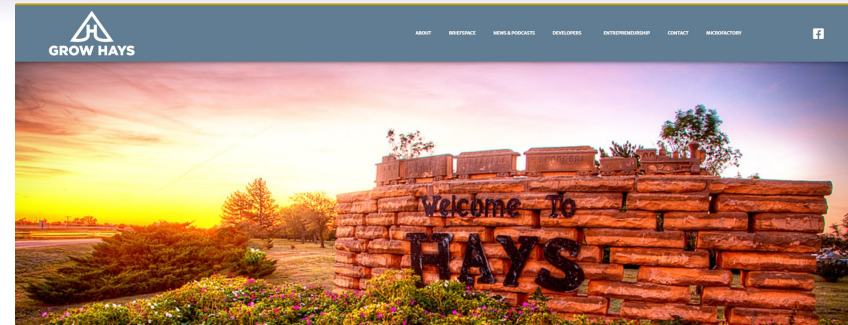 GROW HAYS
ABOUT BRIEFSPACE NEWS & PODCASTS DEVELOPERS ENTREPRENEURSHIP CONTACT MICROFACTORY
Welcome To
HAYS